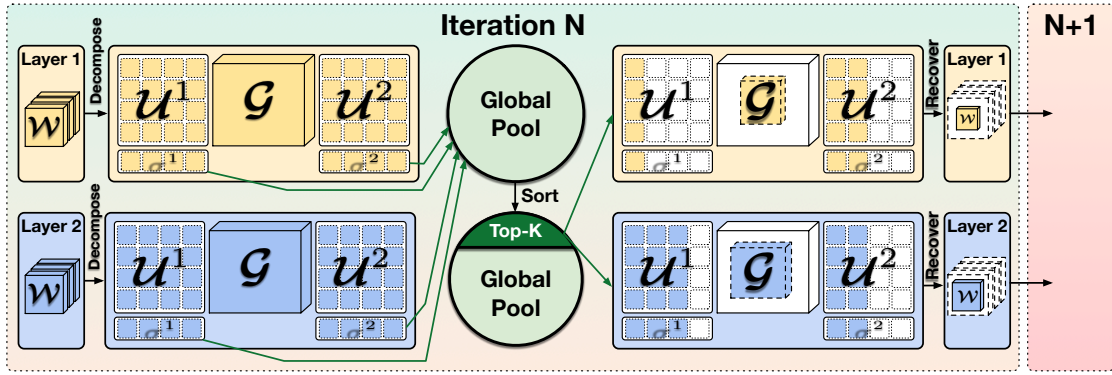 Iteration N
N+1
Layer 1
W
Decompose
U¹
G
U²
σ¹
σ²
Global
Pool
Sort
Top-K
Global
Pool
U¹
G
U²
σ¹
σ²
Recover
Layer 1
W
Layer 2
W
Decompose
U¹
G
U²
σ¹
σ²
U¹
G
U²
σ¹
σ²
Recover
Layer 2
W